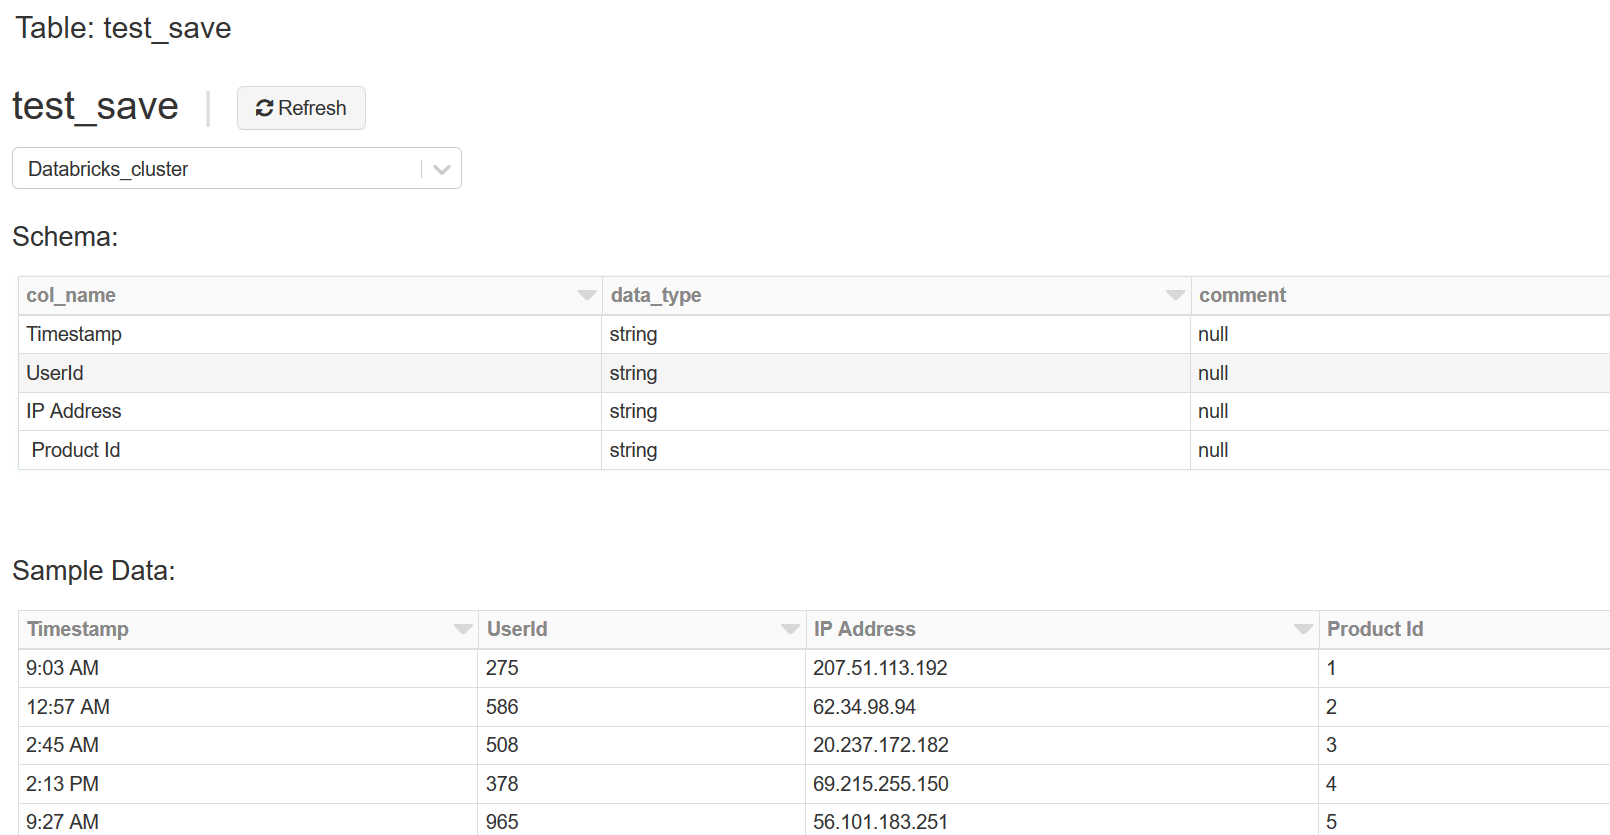 Table: test_save
test_save
Refresh
Databricks_cluster
Schema:
col_name data_type comment
Timestamp string null
UserId string null
IP Address string null
Product Id string null
Sample Data:
Timestamp UserId IP Address Product Id
9:03 AM 275 207.51.113.192 1
12:57 AM 586 62.34.98.94 2
2:45 AM 508 20.237.172.182 3
2:13 PM 378 69.215.255.150 4
9:27 AM 965 56.101.183.251 5